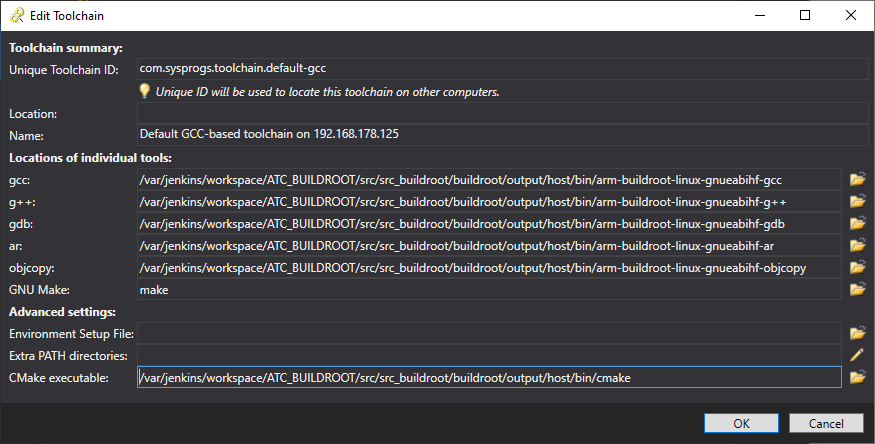 Edit Toolchain
Toolchain summary:
Unique Toolchain ID: com.sysprogs.toolchain.default-gcc
Unique ID will be used to locate this toolchain on other computers.
Location:
Name: Default GCC-based toolchain on 192.168.178.125
Locations of individual tools:
gcc: /var/jenkins/workspace/ATC_BUILDROOT/src/src_buildroot/buildroot/output/host/bin/arm-buildroot-linux-gnueabihf-gcc
g++: /var/jenkins/workspace/ATC_BUILDROOT/src/src_buildroot/buildroot/output/host/bin/arm-buildroot-linux-gnueabihf-g++
gdb: /var/jenkins/workspace/ATC_BUILDROOT/src/src_buildroot/buildroot/output/host/bin/arm-buildroot-linux-gnueabihf-gdb
ar: /var/jenkins/workspace/ATC_BUILDROOT/src/src_buildroot/buildroot/output/host/bin/arm-buildroot-linux-gnueabihf-ar
objcopy: /var/jenkins/workspace/ATC_BUILDROOT/src/src_buildroot/buildroot/output/host/bin/arm-buildroot-linux-gnueabihf-objcopy
GNU Make: make
Advanced settings:
Environment Setup File:
Extra PATH directories:
CMake executable: /var/jenkins/workspace/ATC_BUILDROOT/src/src_buildroot/buildroot/output/host/bin/cmake
OK Cancel